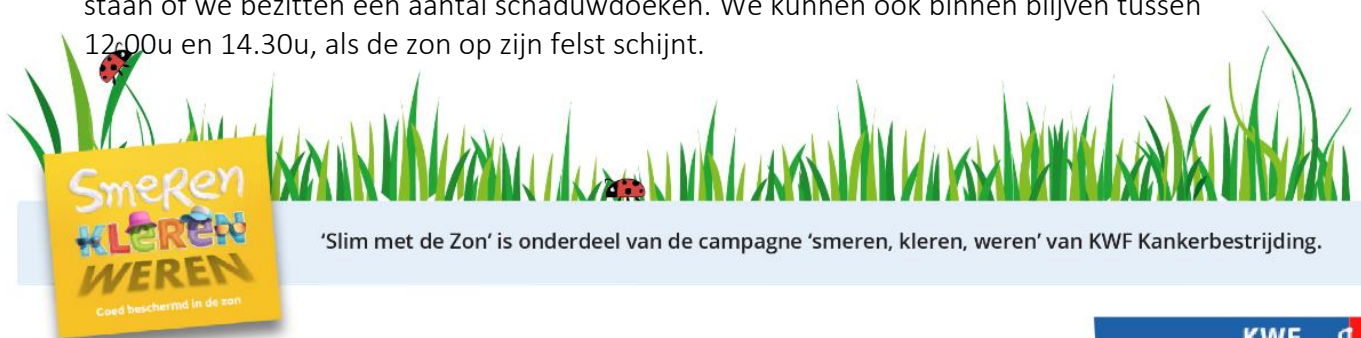 staan of we bezitten een aantal schaduwdoeken. We kunnen ook binnen blijven tussen
12:00u en 14.30u, als de zon op zijn felst schijnt.
SmeRen
KLEREN
WEREN
Goed beschermd in de zon
‘Slim met de Zon’ is onderdeel van de campagne ‘smeren, kleren, weren’ van KWF Kankerbestrijding.
KWF